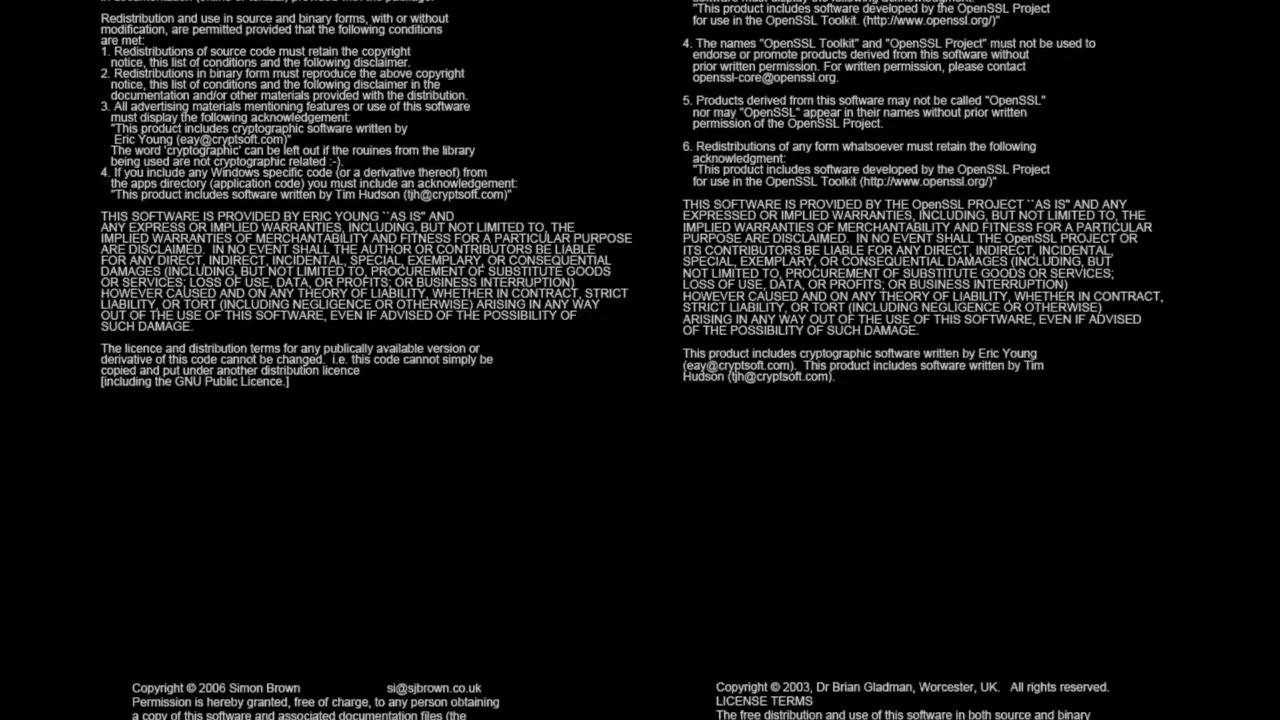 Redistribution and use in source and binary forms, with or without
modification, are permitted provided that the following conditions
are met:
1. Redistributions of source code must retain the copyright
notice, this list of conditions and the following disclaimer.
2. Redistributions in binary form must reproduce the above copyright
notice, this list of conditions and the following disclaimer in the
documentation and/or other materials provided with the distribution.
3. All advertising materials mentioning features or use of this software
must display the following acknowledgement:
"This product includes cryptographic software written by
Eric Young (eay@cryptsoft.com)"
The word 'cryptographic' can be left out if the rouines from the library
being used are not cryptographic related :-).
4. If you include any Windows specific code (or a derivative thereof) from
the apps directory (application code) you must include an acknowledgement:
"This product includes software written by Tim Hudson (tjh@cryptsoft.com)"
THIS SOFTWARE IS PROVIDED BY ERIC YOUNG ``AS IS'' AND
ANY EXPRESS OR IMPLIED WARRANTIES, INCLUDING, BUT NOT LIMITED TO, THE
IMPLIED WARRANTIES OF MERCHANTABILITY AND FITNESS FOR A PARTICULAR PURPOSE
ARE DISCLAIMED.  IN NO EVENT SHALL THE AUTHOR OR CONTRIBUTORS BE LIABLE
FOR ANY DIRECT, INDIRECT, INCIDENTAL, SPECIAL, EXEMPLARY, OR CONSEQUENTIAL
DAMAGES (INCLUDING, BUT NOT LIMITED TO, PROCUREMENT OF SUBSTITUTE GOODS
OR SERVICES; LOSS OF USE, DATA, OR PROFITS; OR BUSINESS INTERRUPTION)
HOWEVER CAUSED AND ON ANY THEORY OF LIABILITY, WHETHER IN CONTRACT, STRICT
LIABILITY, OR TORT (INCLUDING NEGLIGENCE OR OTHERWISE) ARISING IN ANY WAY
OUT OF THE USE OF THIS SOFTWARE, EVEN IF ADVISED OF THE POSSIBILITY OF
SUCH DAMAGE.
The licence and distribution terms for any publically available version or
derivative of this code cannot be changed.  i.e. this code cannot simply be
copied and put under another distribution licence
[including the GNU Public Licence.]
"This product includes software developed by the OpenSSL Project
for use in the OpenSSL Toolkit. (http://www.openssl.org/)"
4. The names "OpenSSL Toolkit" and "OpenSSL Project" must not be used to
endorse or promote products derived from this software without
prior written permission. For written permission, please contact
openssl-core@openssl.org.
5. Products derived from this software may not be called "OpenSSL"
nor may "OpenSSL" appear in their names without prior written
permission of the OpenSSL Project.
6. Redistributions of any form whatsoever must retain the following
acknowledgment:
"This product includes software developed by the OpenSSL Project
for use in the OpenSSL Toolkit (http://www.openssl.org/)"
THIS SOFTWARE IS PROVIDED BY THE OpenSSL PROJECT ``AS IS'' AND ANY
EXPRESSED OR IMPLIED WARRANTIES, INCLUDING, BUT NOT LIMITED TO, THE
IMPLIED WARRANTIES OF MERCHANTABILITY AND FITNESS FOR A PARTICULAR
PURPOSE ARE DISCLAIMED.  IN NO EVENT SHALL THE OpenSSL PROJECT OR
ITS CONTRIBUTORS BE LIABLE FOR ANY DIRECT, INDIRECT, INCIDENTAL,
SPECIAL, EXEMPLARY, OR CONSEQUENTIAL DAMAGES (INCLUDING, BUT
NOT LIMITED TO, PROCUREMENT OF SUBSTITUTE GOODS OR SERVICES;
LOSS OF USE, DATA, OR PROFITS; OR BUSINESS INTERRUPTION)
HOWEVER CAUSED AND ON ANY THEORY OF LIABILITY, WHETHER IN CONTRACT,
STRICT LIABILITY, OR TORT (INCLUDING NEGLIGENCE OR OTHERWISE)
ARISING IN ANY WAY OUT OF THE USE OF THIS SOFTWARE, EVEN IF ADVISED
OF THE POSSIBILITY OF SUCH DAMAGE.
This product includes cryptographic software written by Eric Young
(eay@cryptsoft.com).  This product includes software written by Tim
Hudson (tjh@cryptsoft.com).
Copyright © 2006 Simon Brown si@sjbrown.co.uk
Permission is hereby granted, free of charge, to any person obtaining
a copy of this software and associated documentation files (the
Copyright © 2003, Dr Brian Gladman, Worcester, UK.   All rights reserved.
LICENSE TERMS
The free distribution and use of this software in both source and binary